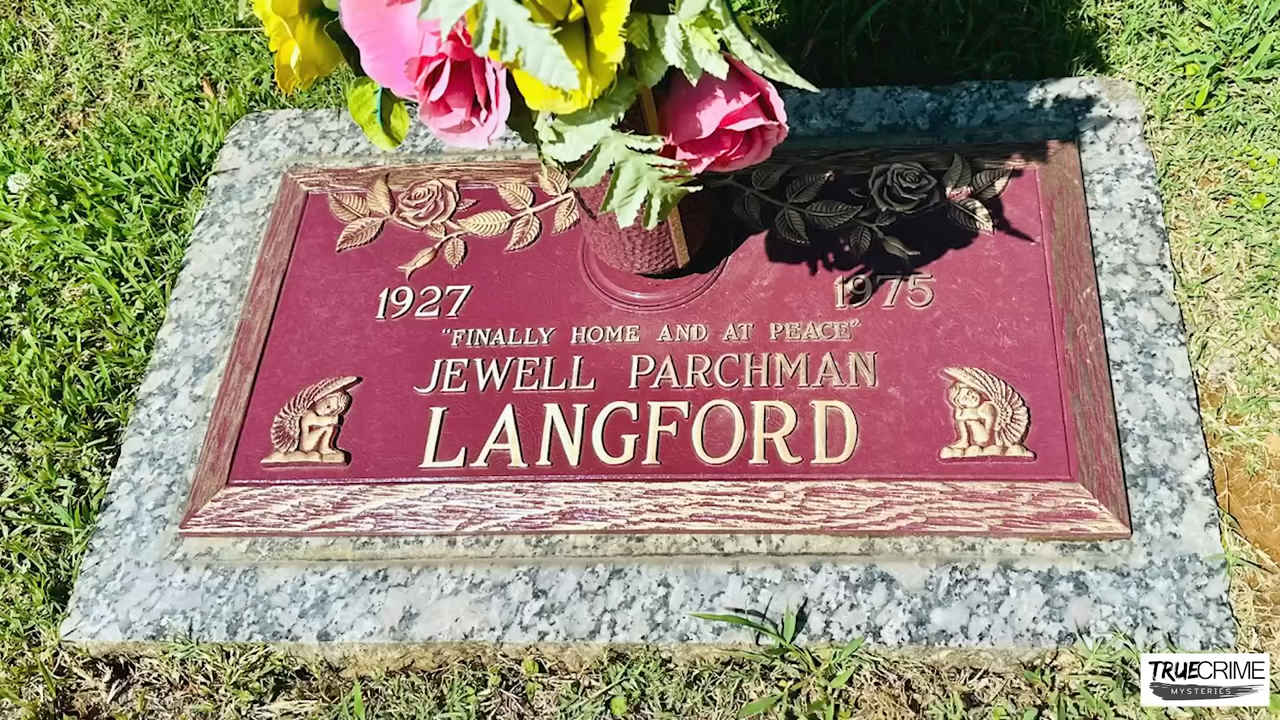 1927 1975
"FINALLY HOME AND AT PEACE"
JEWELL PARCHMAN
LANGFORD
TRUECRIME
MYSTERIES